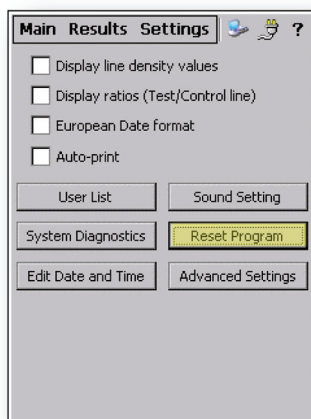 Main Results Settings ?
Display line density values
Display ratios (Test/Control line)
European Date format
Auto-print
User List Sound Setting
System Diagnostics Reset Program
Edit Date and Time Advanced Settings